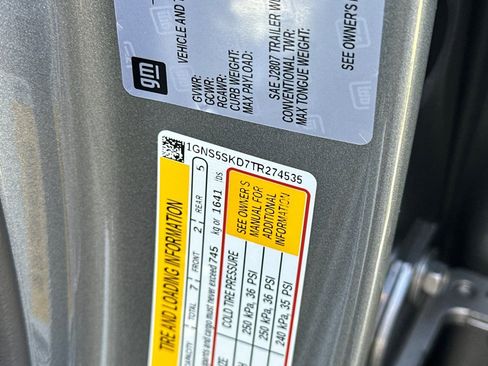 gm
VEHICLE AND
GVWR:
GCWR:
RGAWR:
CURB WEIGHT:
MAX PAYLOAD:
SAE J2807 TRAILER
CONVENTIONAL TWR:
MAX TONGUE WEIGHT:
SEE OWNER'S
1GNS5SKD7TR274535
TIRE AND LOADING INFORMATION
TOTAL 7 FRONT 2 REAR 5
and cargo must never exceed 745 kg or 1641
COLD TIRE PRESSURE
250 kPa, 36 PSI
250 kPa, 36 PSI
240 kPa, 35 PSI
SEE OWNER'S
MANUAL FOR
ADDITIONAL
INFORMATION